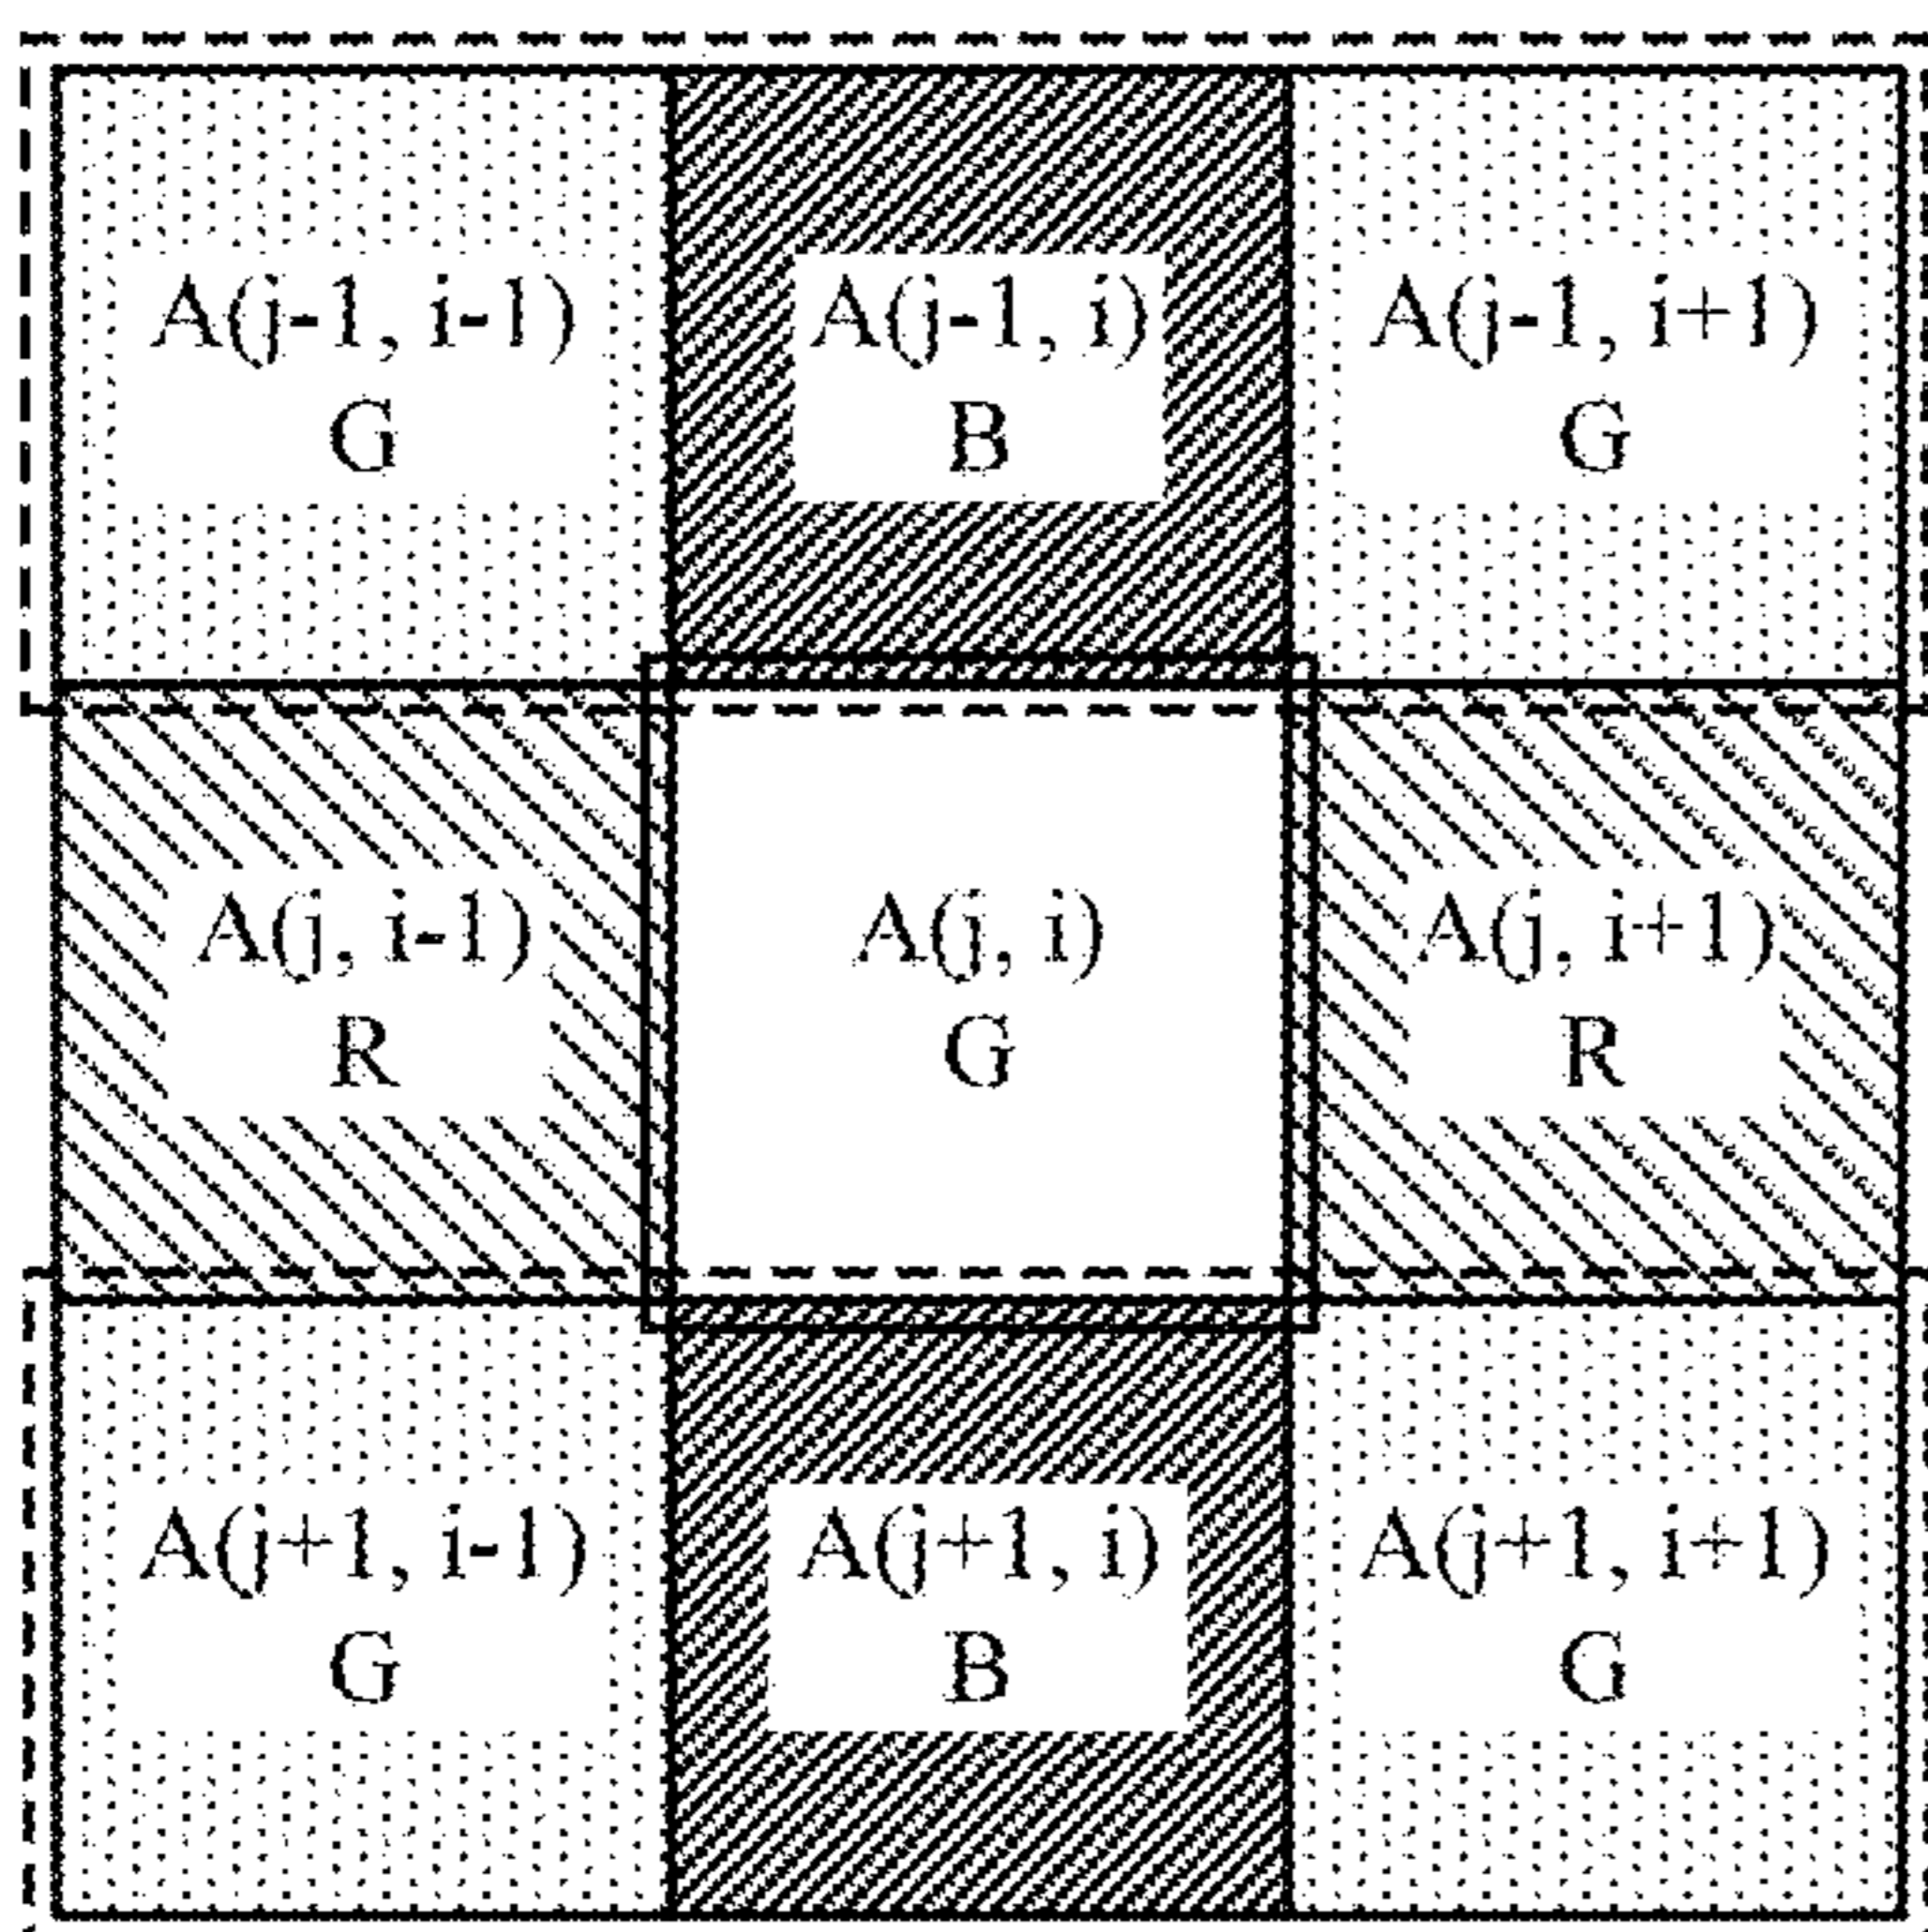 A(j-1, i-1)
G
A(j-1, i)
B
A(j-1, i+1)
G
A(j, i-1)
R
A(j, i)
G
A(j, i+1)
R
A(j+1, i-1)
G
A(j+1, i)
B
A(j+1, i+1)
G